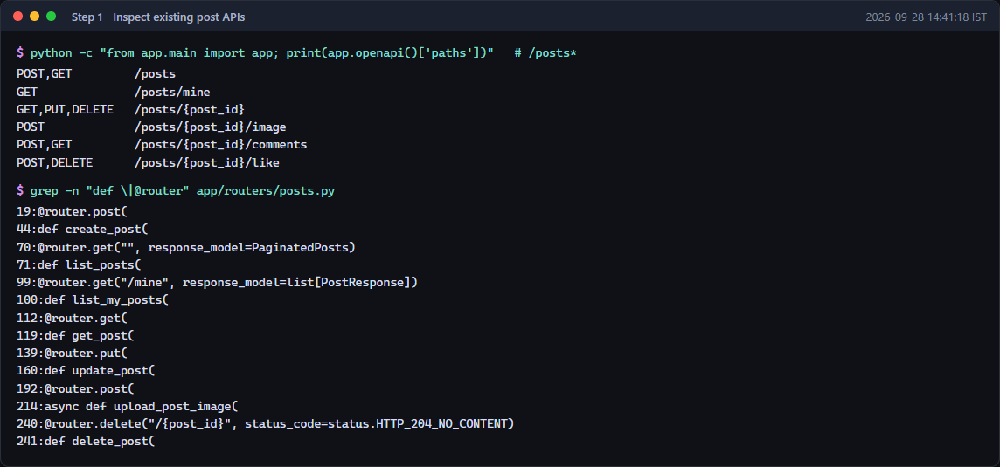 Step 1 - Inspect existing post APIs
2026-09-28 14:41:18 IST
$ python -c "from app.main import app; print(app.openapi()['paths'])"   # /posts*
POST,GET         /posts
GET              /posts/mine
GET,PUT,DELETE   /posts/{post_id}
POST             /posts/{post_id}/image
POST,GET         /posts/{post_id}/comments
POST,DELETE      /posts/{post_id}/like
$ grep -n "def \|@router" app/routers/posts.py
19:@router.post(
44:def create_post(
70:@router.get("", response_model=PaginatedPosts)
71:def list_posts(
99:@router.get("/mine", response_model=list[PostResponse])
100:def list_my_posts(
112:@router.get(
119:def get_post(
139:@router.put(
160:def update_post(
192:@router.post(
214:async def upload_post_image(
240:@router.delete("/{post_id}", status_code=status.HTTP_204_NO_CONTENT)
241:def delete_post(